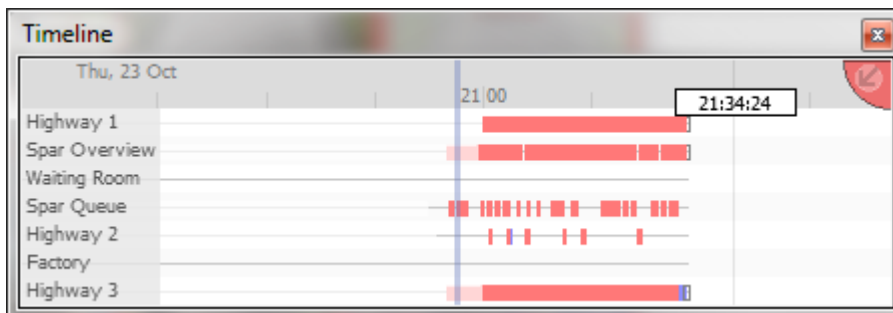 Timeline
Thu, 23 Oct
21 00
21:34:24
Highway 1
Spar Overview
Waiting Room
Spar Queue
Highway 2
Factory
Highway 3